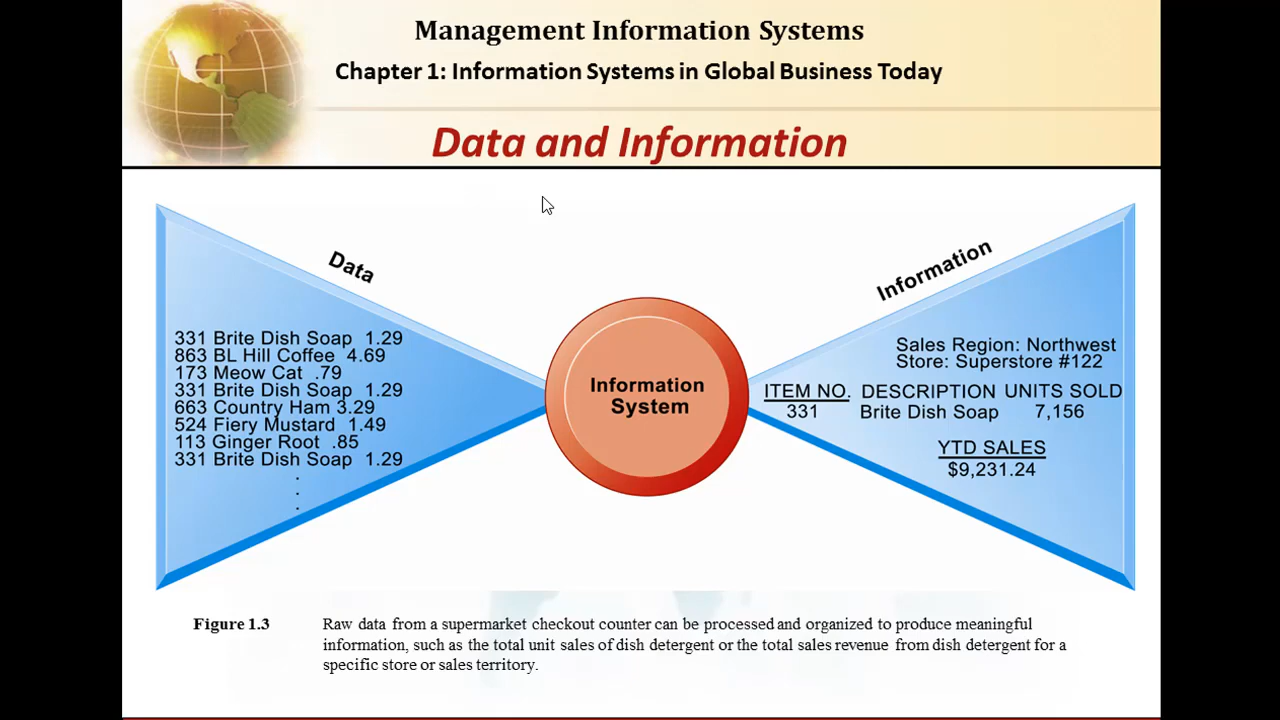 Management Information Systems
Chapter 1: Information Systems in Global Business Today
Data and Information
Data
331 Brite Dish Soap 1.29
863 BL Hill Coffee 4.69
173 Meow Cat .79
331 Brite Dish Soap 1.29
663 Country Ham 3.29
524 Fiery Mustard 1.49
113 Ginger Root .85
331 Brite Dish Soap 1.29
.
.
.
Information
System
Information
Sales Region: Northwest
Store: Superstore #122
ITEM NO. DESCRIPTION UNITS SOLD
331 Brite Dish Soap 7,156
YTD SALES
$9,231.24
Figure 1.3 Raw data from a supermarket checkout counter can be processed and organized to produce meaningful
information, such as the total unit sales of dish detergent or the total sales revenue from dish detergent for a
specific store or sales territory.